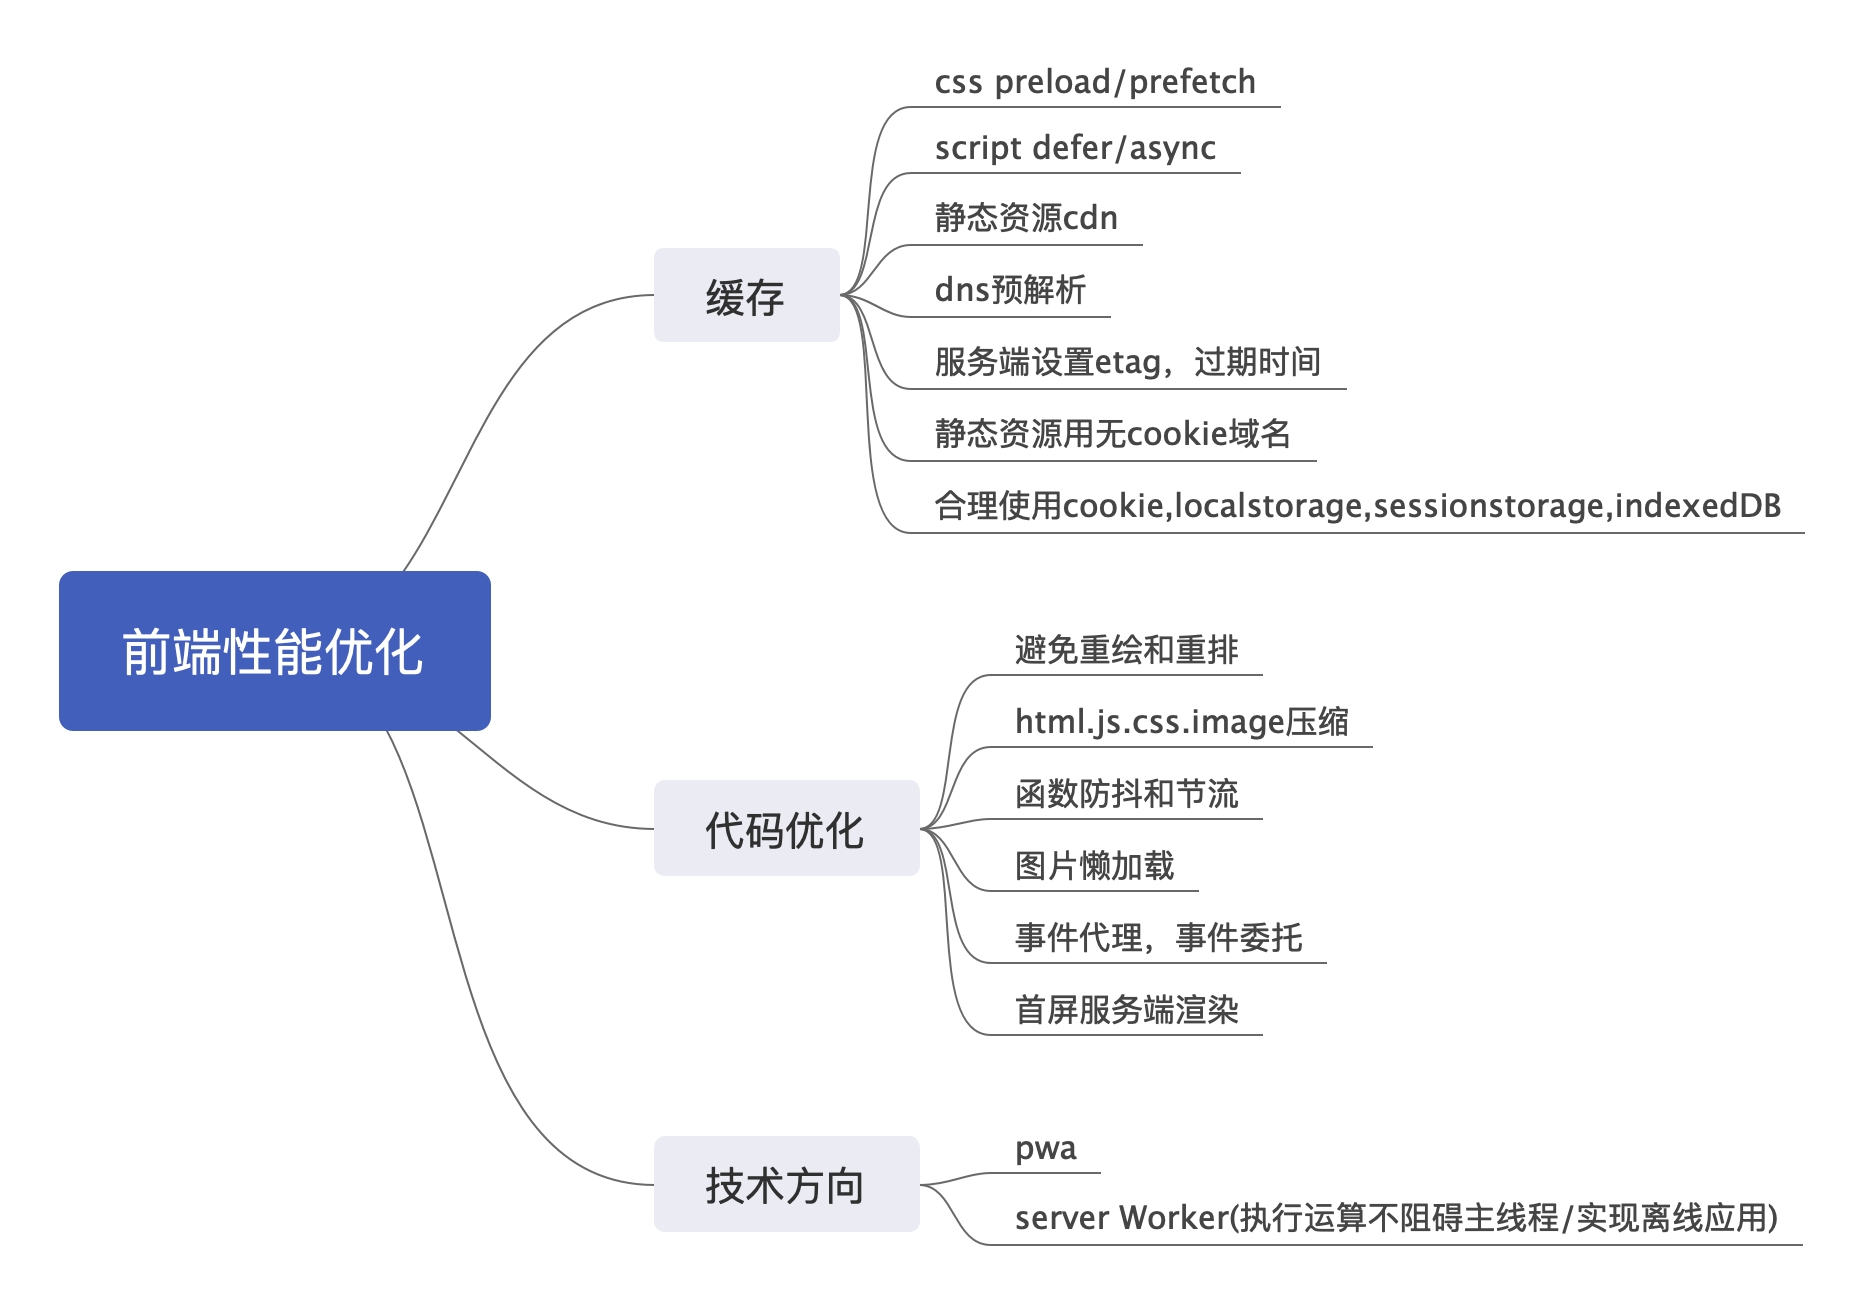 前端性能优化
缓存
css preload/prefetch
script defer/async
静态资源cdn
dns预解析
服务端设置etag，过期时间
静态资源用无cookie域名
合理使用cookie,localstorage,sessionstorage,indexedDB
代码优化
避免重绘和重排
html.js.css.image压缩
函数防抖和节流
图片懒加载
事件代理，事件委托
首屏服务端渲染
技术方向
pwa
server Worker(执行运算不阻碍主线程/实现离线应用)